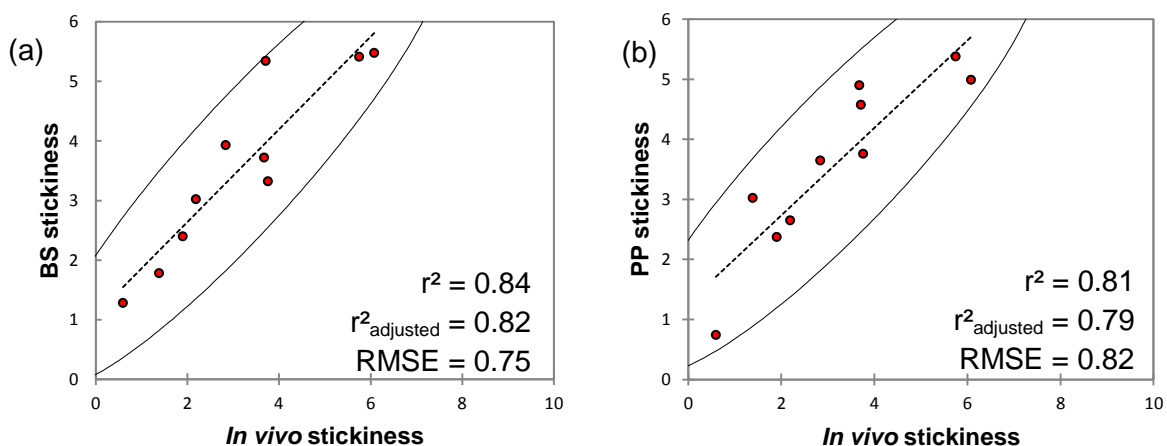 (a)
BS stickiness
6
5
4
3
2
1
0
r² = 0.84
r²adjusted = 0.82
RMSE = 0.75
0 2 4 6 8 10
In vivo stickiness
(b)
PP stickiness
6
5
4
3
2
1
0
r² = 0.81
r²adjusted = 0.79
RMSE = 0.82
0 2 4 6 8 10
In vivo stickiness